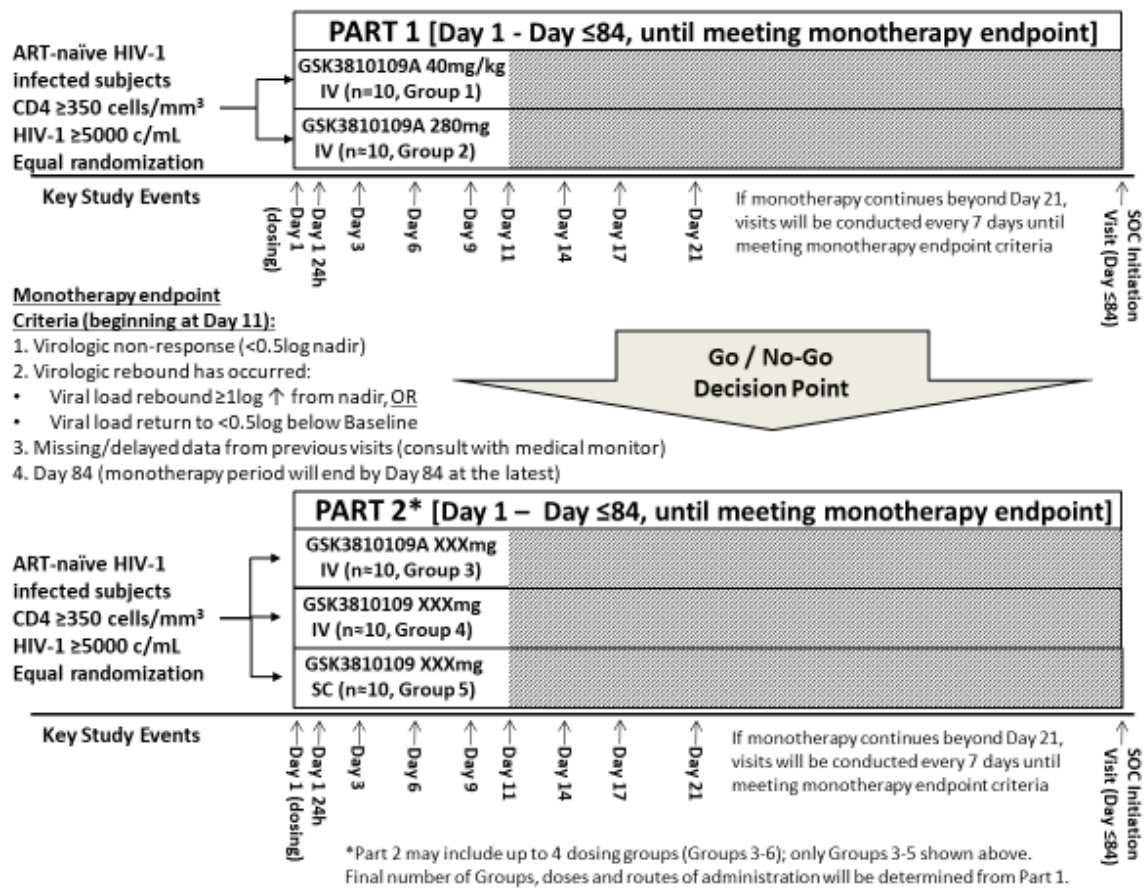 PART 1 [Day 1 - Day ≤84, until meeting monotherapy endpoint]
ART-naïve HIV-1
infected subjects
CD4 ≥350 cells/mm³
HIV-1 ≥5000 c/mL
Equal randomization
GSK3810109A 40mg/kg
IV (n=10, Group 1)
GSK3810109A 280mg
IV (n≈10, Group 2)
Key Study Events
Day 1
(dosing)
Day 1 24h
Day 3
Day 6
Day 9
Day 11
Day 14
Day 17
Day 21
If monotherapy continues beyond Day 21,
visits will be conducted every 7 days until
meeting monotherapy endpoint criteria
SOC Initiation
Visit (Day ≤84)
Monotherapy endpoint
Criteria (beginning at Day 11):
1. Virologic non-response (<0.5log nadir)
2. Virologic rebound has occurred:
• Viral load rebound ≥1log ↑ from nadir, OR
• Viral load return to <0.5log below Baseline
3. Missing/delayed data from previous visits (consult with medical monitor)
4. Day 84 (monotherapy period will end by Day 84 at the latest)
Go / No-Go
Decision Point
PART 2* [Day 1 – Day ≤84, until meeting monotherapy endpoint]
ART-naïve HIV-1
infected subjects
CD4 ≥350 cells/mm³
HIV-1 ≥5000 c/mL
Equal randomization
GSK3810109A XXXmg
IV (n≈10, Group 3)
GSK3810109 XXXmg
IV (n≈10, Group 4)
GSK3810109 XXXmg
SC (n≈10, Group 5)
Key Study Events
Day 1 (dosing)
Day 1 24h
Day 3
Day 6
Day 9
Day 11
Day 14
Day 17
Day 21
If monotherapy continues beyond Day 21,
visits will be conducted every 7 days until
meeting monotherapy endpoint criteria
SOC Initiation
Visit (Day ≤84)
*Part 2 may include up to 4 dosing groups (Groups 3-6); only Groups 3-5 shown above.
Final number of Groups, doses and routes of administration will be determined from Part 1.